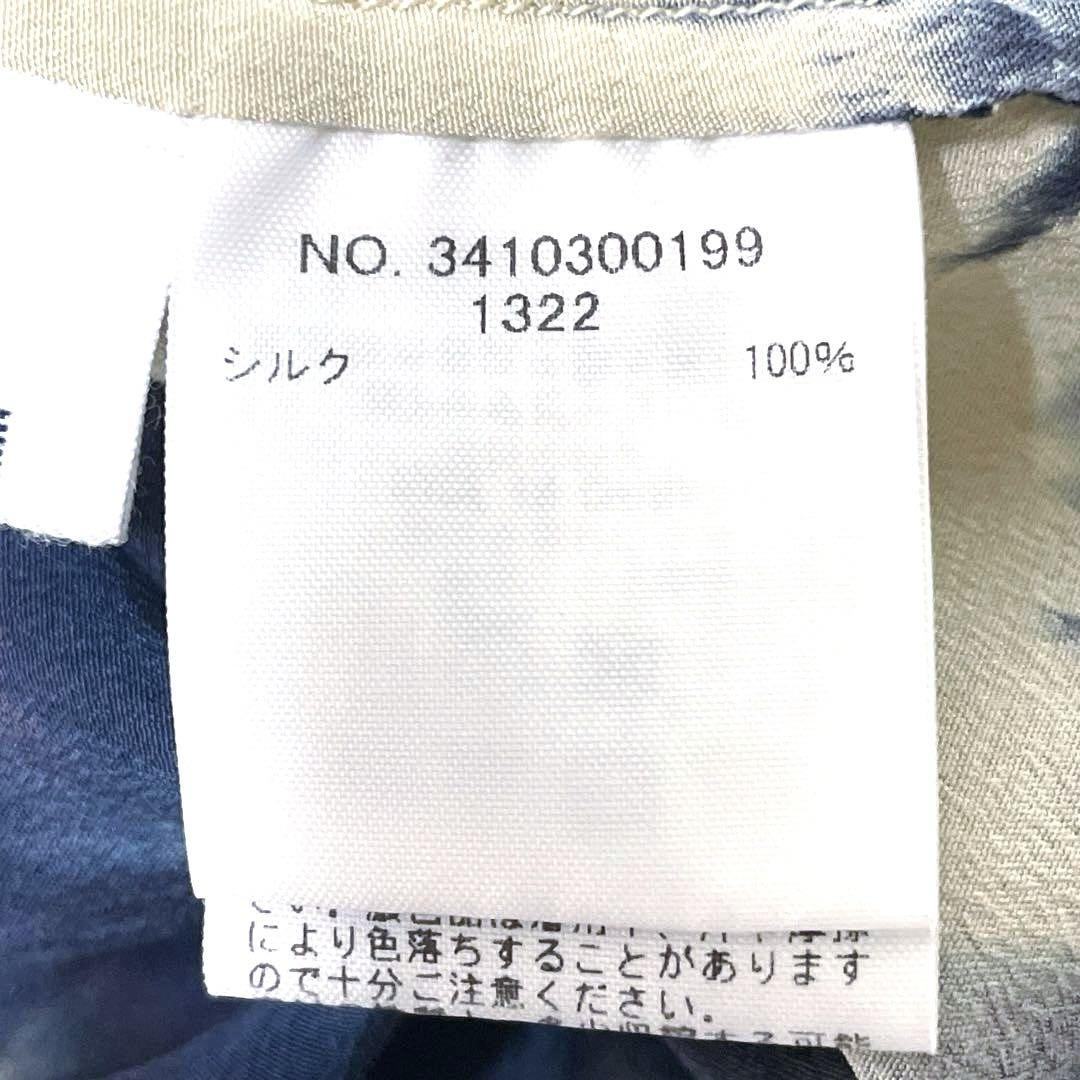 NO. 3410300199
1322
シルク 100%
により色落ちすることがあります
ので十分ご注意ください.